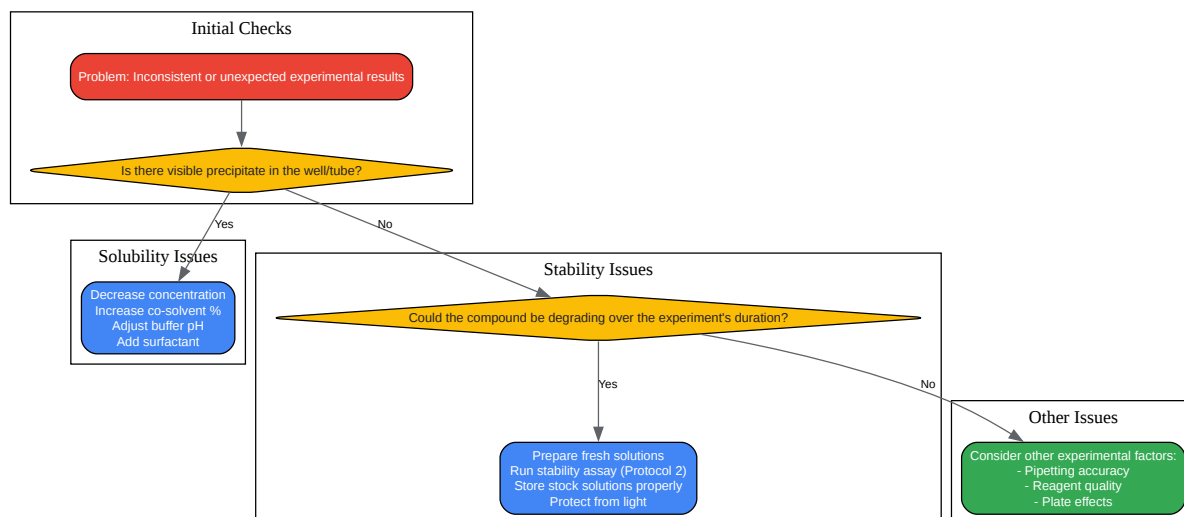 Initial Checks
Problem: Inconsistent or unexpected experimental results
Is there visible precipitate in the well/tube?
Yes
No
Solubility Issues
Decrease concentration
Increase co-solvent %
Adjust buffer pH
Add surfactant
Stability Issues
Could the compound be degrading over the experiment's duration?
Yes
No
Prepare fresh solutions
Run stability assay (Protocol 2)
Store stock solutions properly
Protect from light
Other Issues
Consider other experimental factors:
- Pipetting accuracy
- Reagent quality
- Plate effects